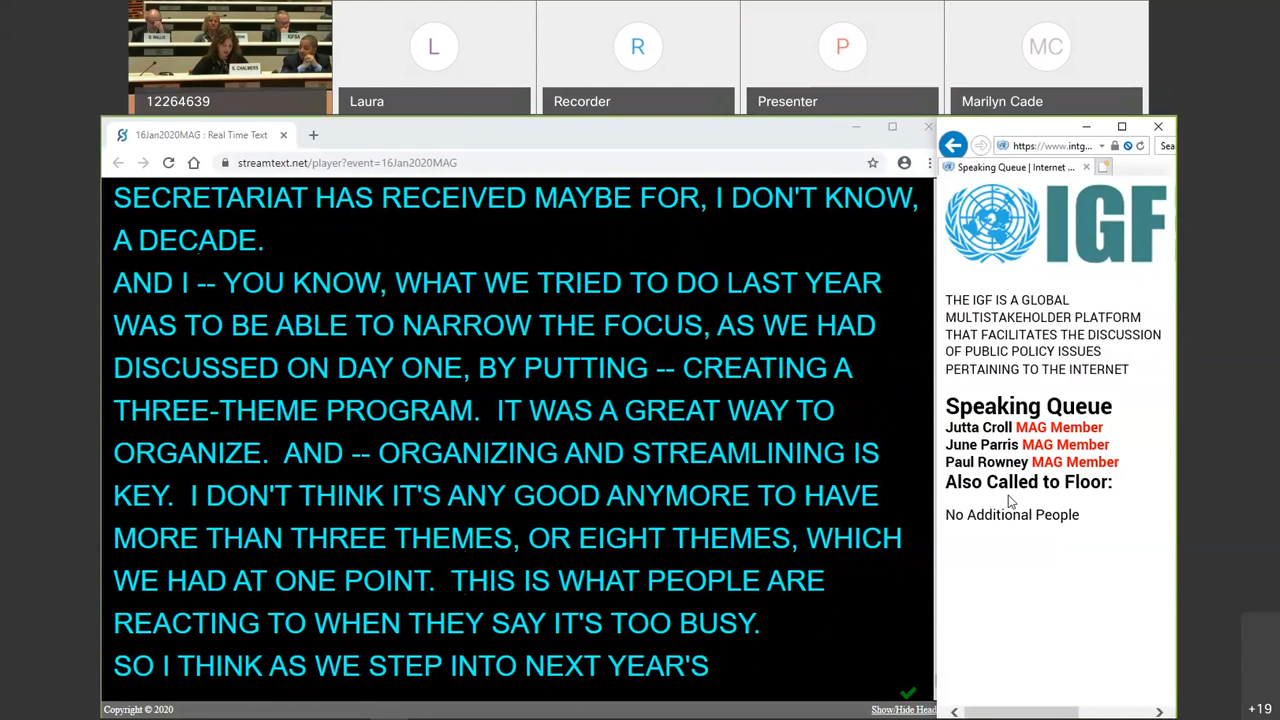 D. WALLIS
IGFSA
S. CHALMERS
L
R
P
MC
12264639
Laura
Recorder
Presenter
Marilyn Cade
16Jan2020MAG : Real Time Text
streamtext.net/player?event=16Jan2020MAG
SECRETARIAT HAS RECEIVED MAYBE FOR, I DON'T KNOW,
A DECADE.
AND I -- YOU KNOW, WHAT WE TRIED TO DO LAST YEAR
WAS TO BE ABLE TO NARROW THE FOCUS, AS WE HAD
DISCUSSED ON DAY ONE, BY PUTTING -- CREATING A
THREE-THEME PROGRAM. IT WAS A GREAT WAY TO
ORGANIZE. AND -- ORGANIZING AND STREAMLINING IS
KEY. I DON'T THINK IT'S ANY GOOD ANYMORE TO HAVE
MORE THAN THREE THEMES, OR EIGHT THEMES, WHICH
WE HAD AT ONE POINT. THIS IS WHAT PEOPLE ARE
REACTING TO WHEN THEY SAY IT'S TOO BUSY.
SO I THINK AS WE STEP INTO NEXT YEAR'S
Copyright © 2020
Show/Hide Head
https://www.intg...
Sea
Speaking Queue | Internet ...
IGF
THE IGF IS A GLOBAL
MULTISTAKEHOLDER PLATFORM
THAT FACILITATES THE DISCUSSION
OF PUBLIC POLICY ISSUES
PERTAINING TO THE INTERNET
Speaking Queue
Jutta Croll MAG Member
June Parris MAG Member
Paul Rowney MAG Member
Also Called to Floor:
No Additional People
+19